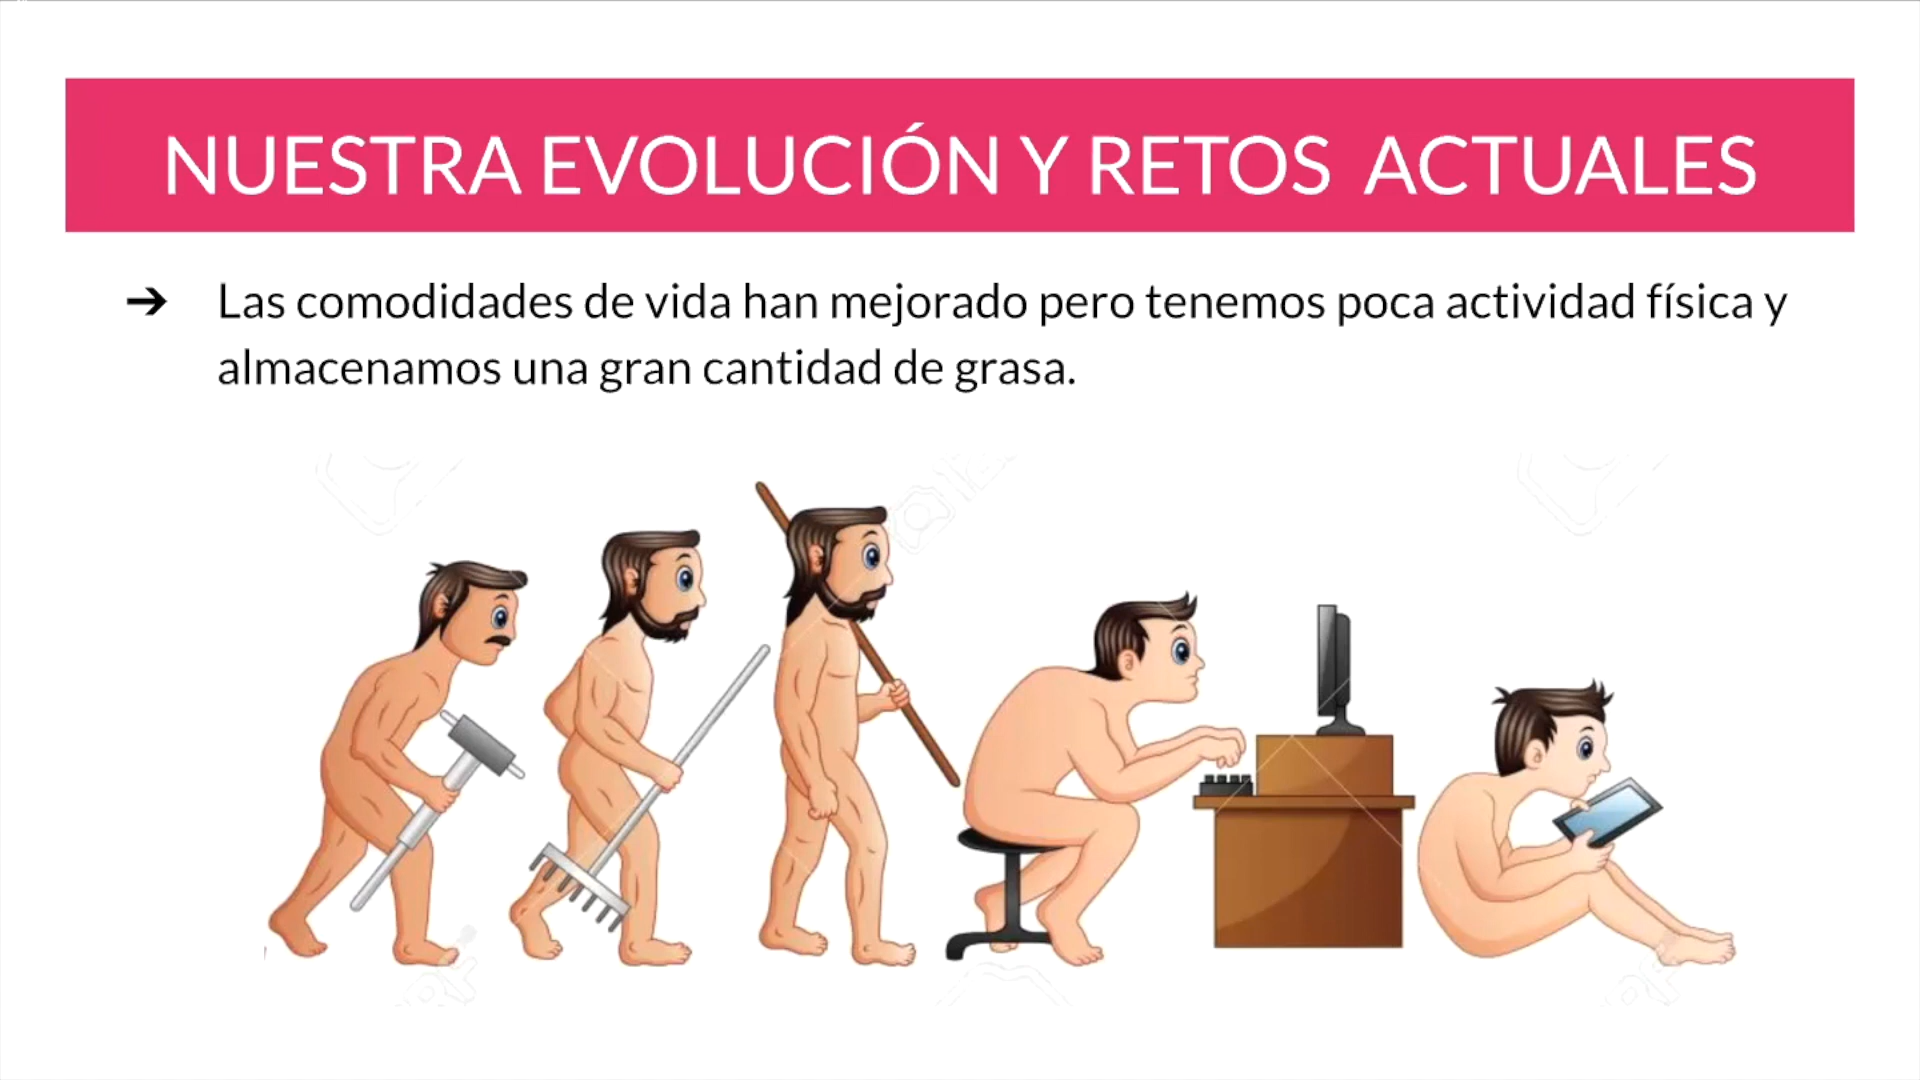 NUESTRA EVOLUCIÓN Y RETOS ACTUALES
➔ Las comodidades de vida han mejorado pero tenemos poca actividad física y
almacenamos una gran cantidad de grasa.